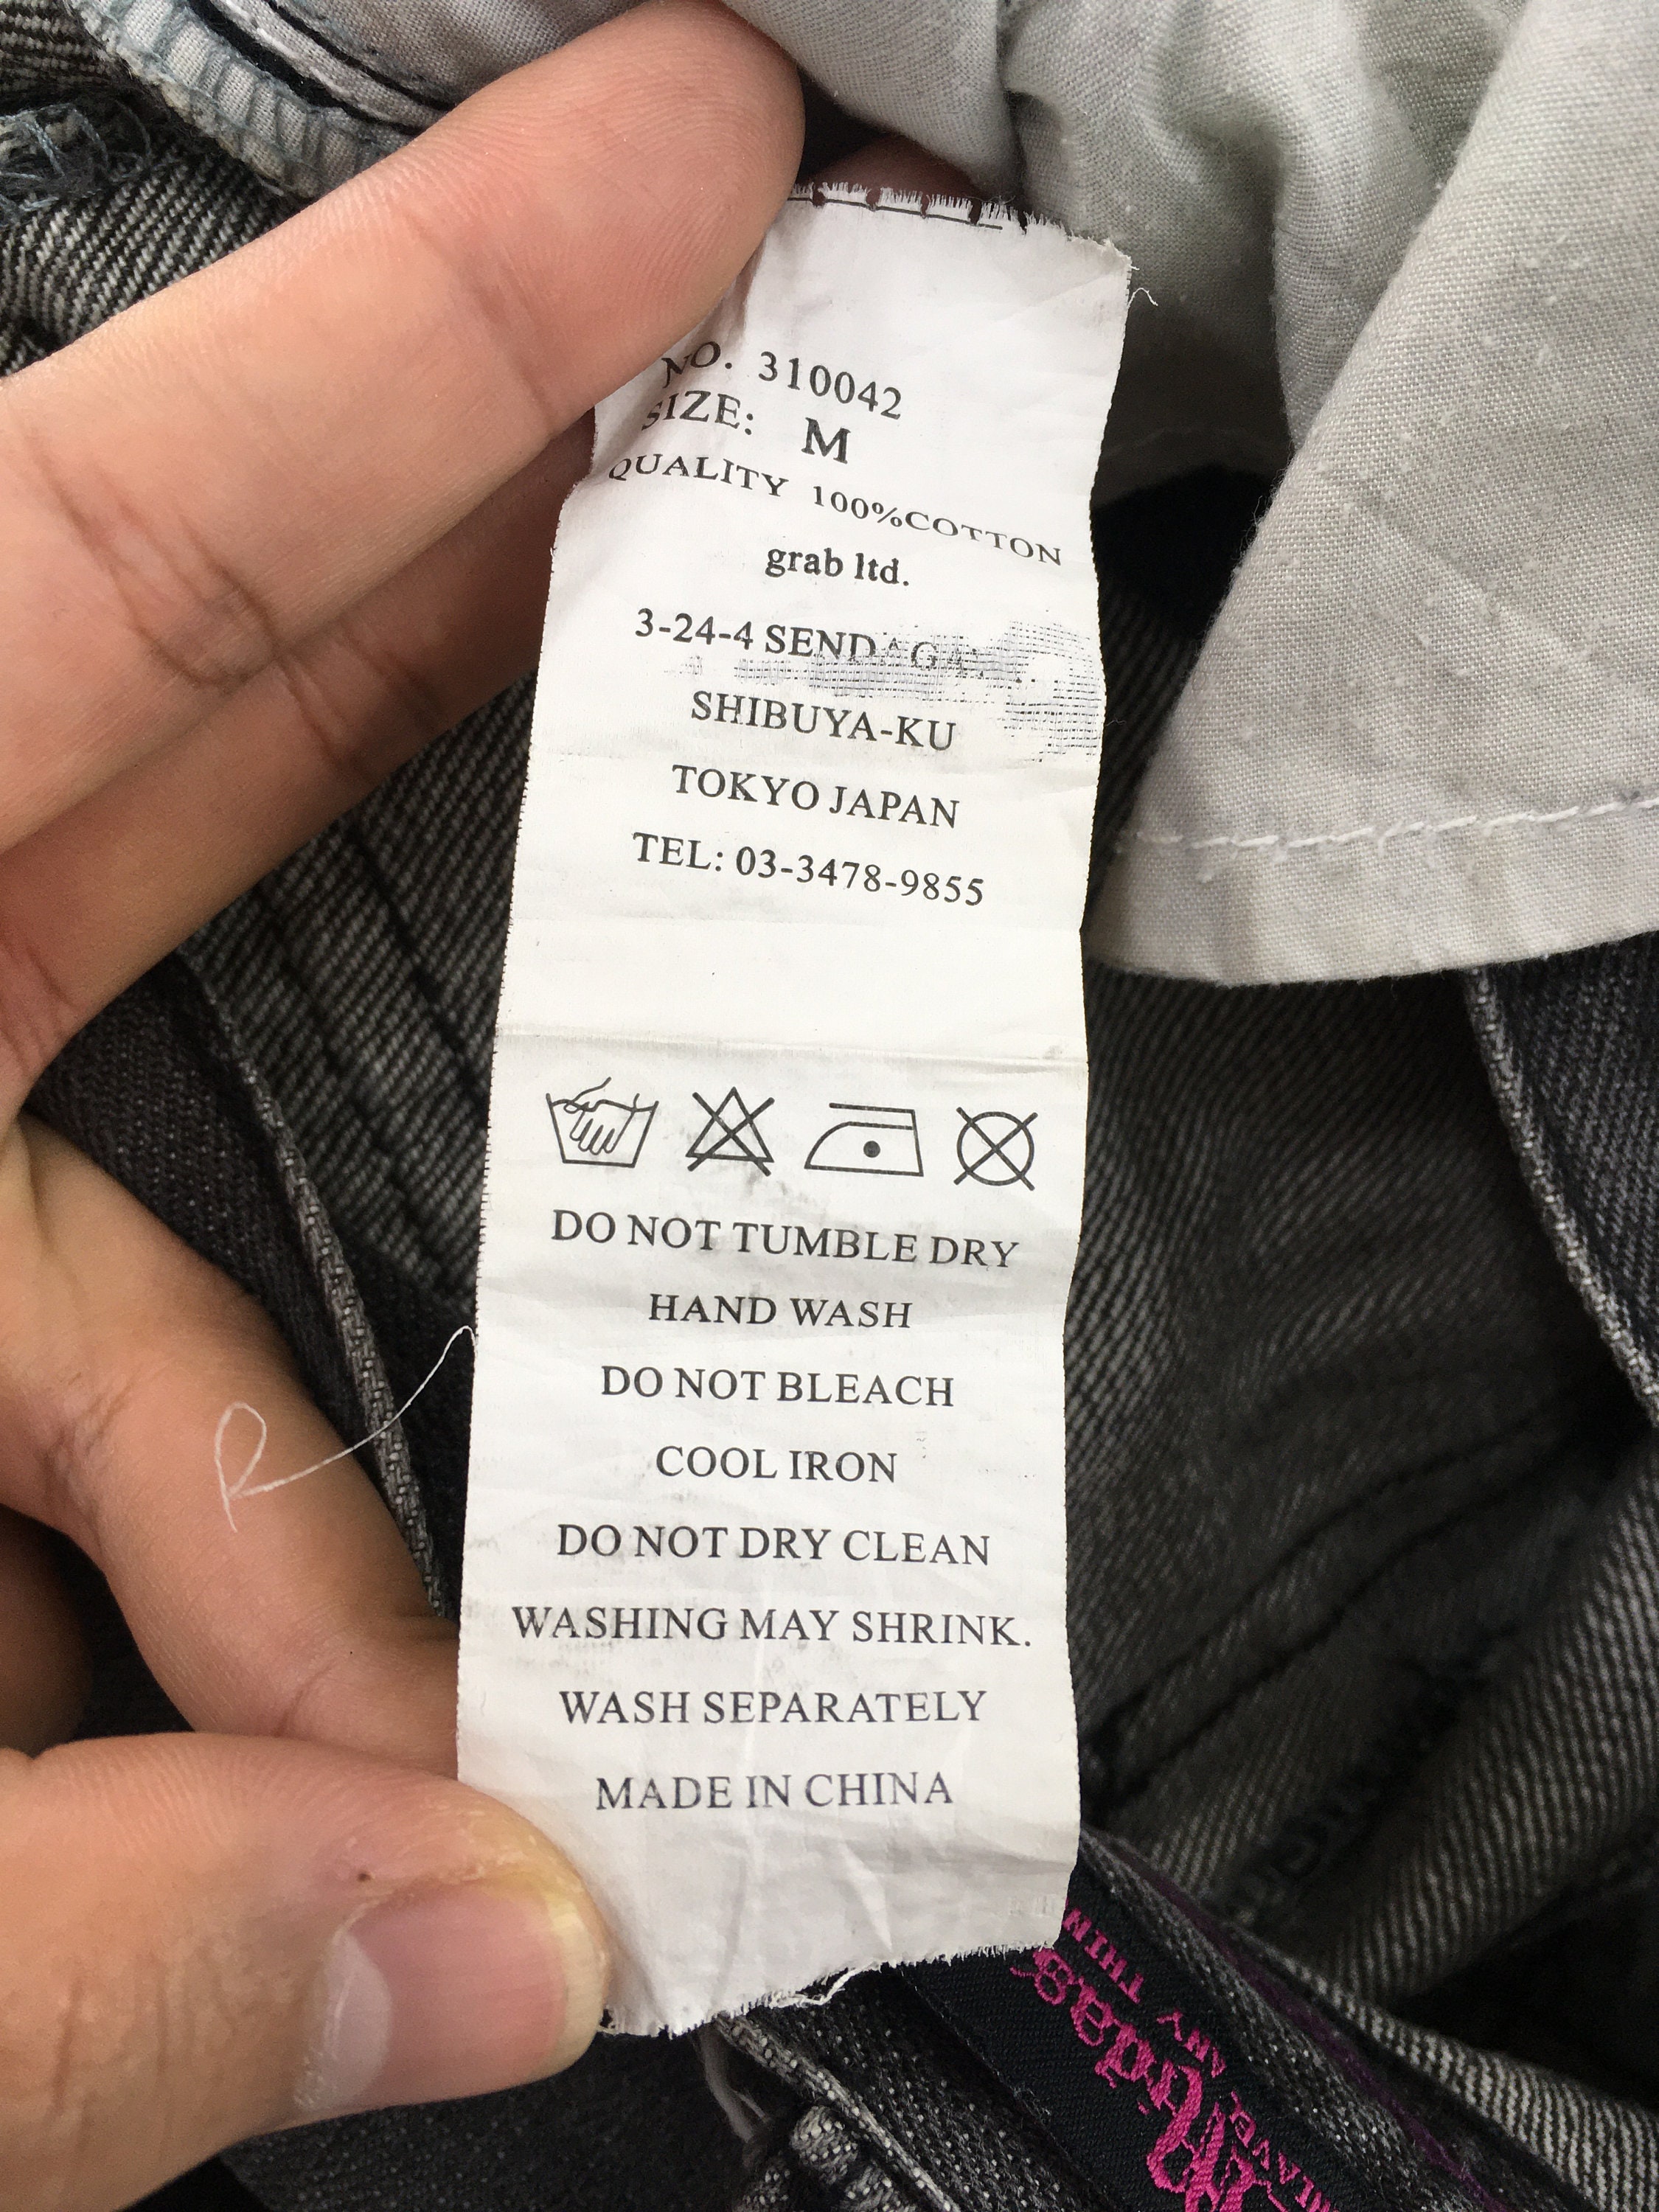 NO. 310042
SIZE: M
QUALITY 100%COTTON
grab ltd.
3-24-4
SHIBUYA-KU
TOKYO JAPAN
TEL: 03-3478-9855
DO NOT TUMBLE DRY
HAND WASH
DO NOT BLEACH
COOL IRON
DO NOT DRY CLEAN
WASHING MAY SHRINK.
WASH SEPARATELY
MADE IN CHINA
ANY THIN